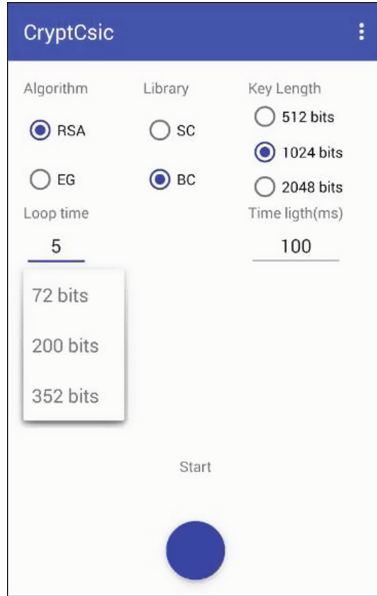 CryptCsic
Algorithm Library Key Length
512 bits
RSA SC
1024 bits
EG BC
2048 bits
Loop time Time ligth(ms)
5 100
72 bits
200 bits
352 bits
Start